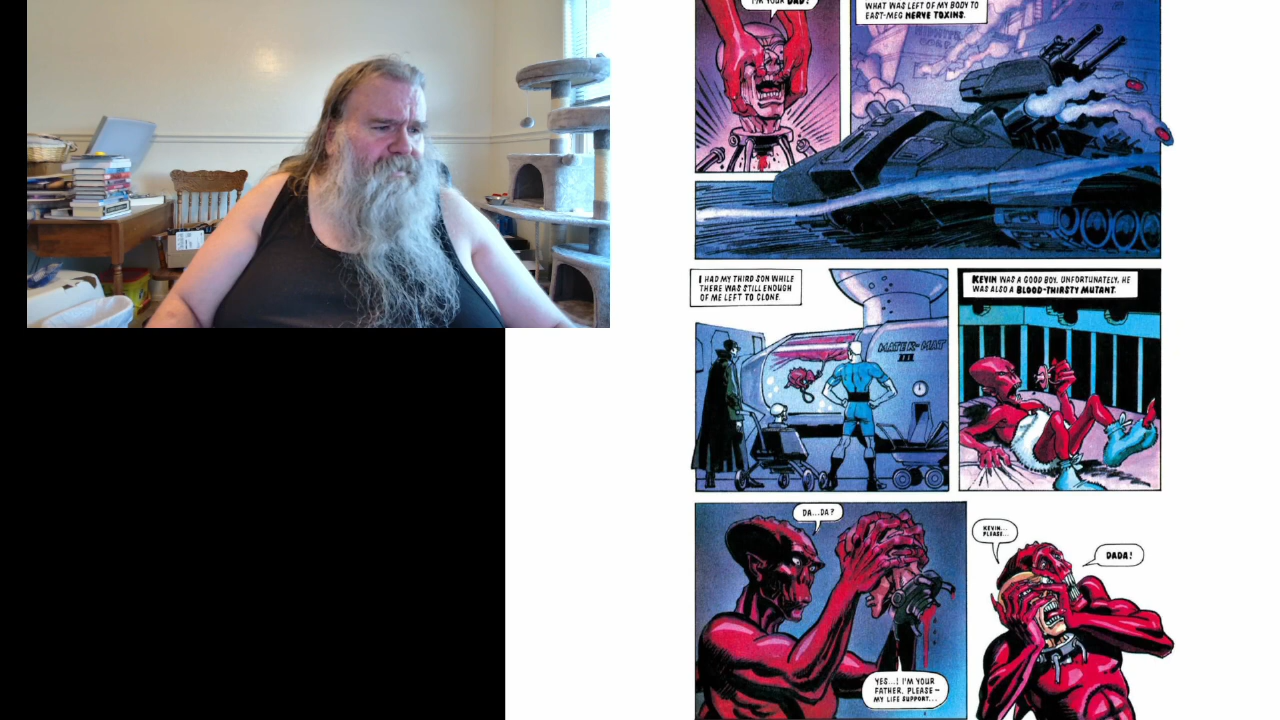 I'M YOUR DAD!
WHAT WAS LEFT OF MY BODY TO
EAST-MEG NERVE TOXINS.
I HAD MY THIRD SON WHILE
THERE WAS STILL ENOUGH
OF ME LEFT TO CLONE.
MATER-MAT
III
KEVIN WAS A GOOD BOY. UNFORTUNATELY, HE
WAS ALSO A BLOOD-THIRSTY MUTANT.
DA...DA?
YES...! I'M YOUR
FATHER. PLEASE –
MY LIFE SUPPORT...
KEVIN...
PLEASE...
DADA!